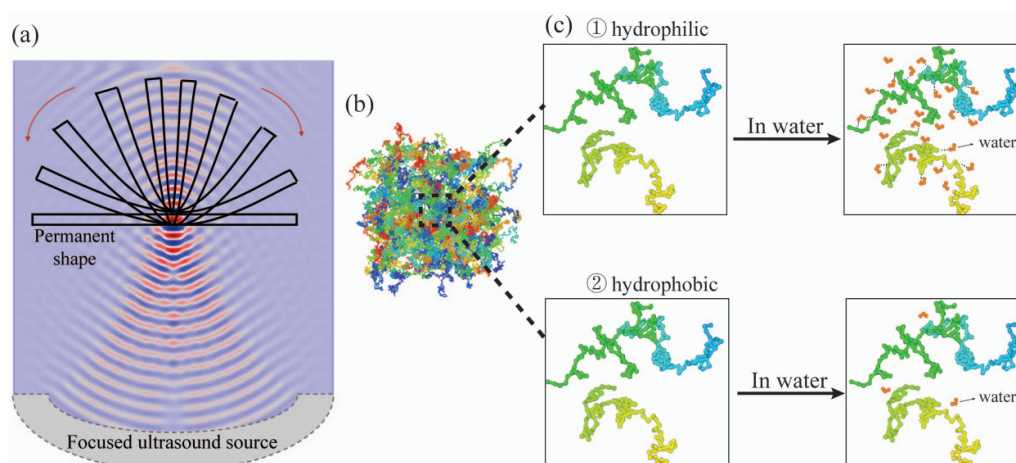 (a)
Permanent
shape
Focused ultrasound source
(b)
(c)
① hydrophilic
In water
water
② hydrophobic
In water
water